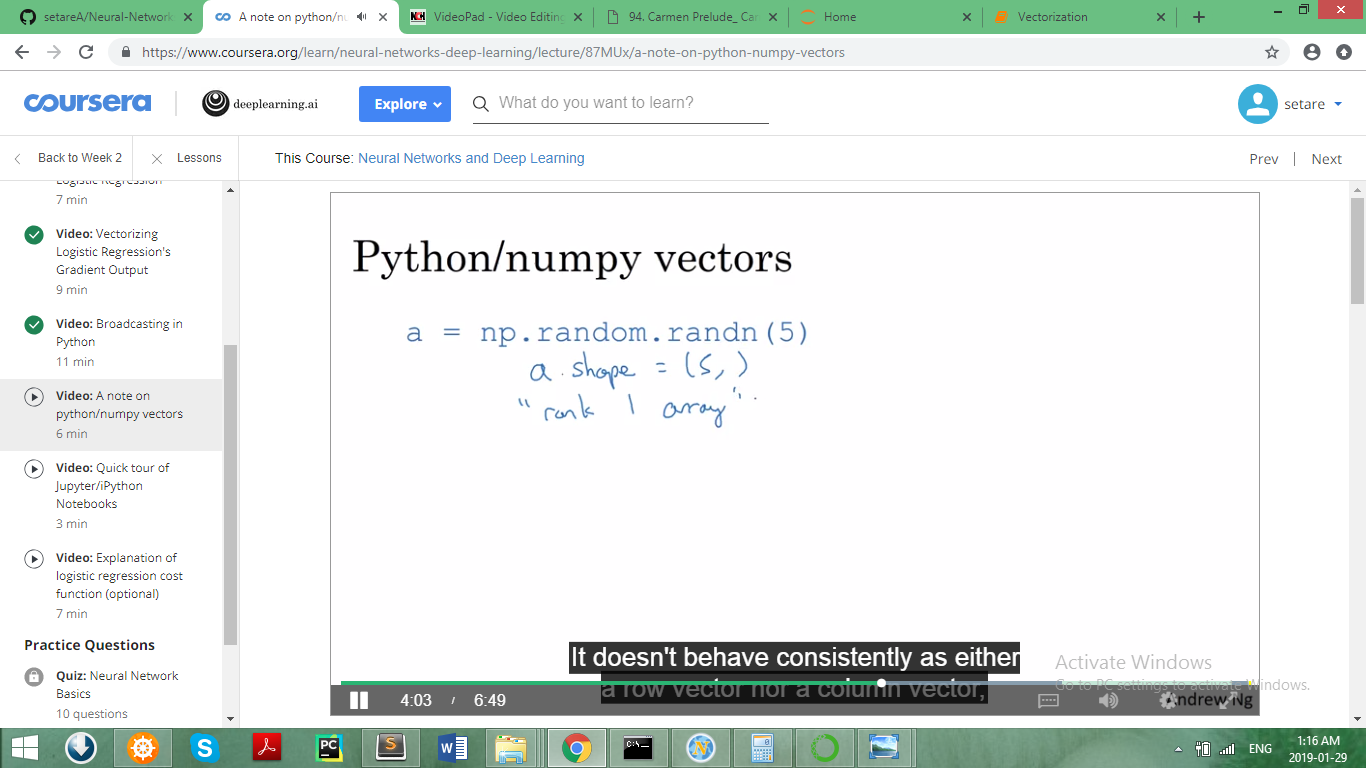 setareA/Neural-Network
A note on python/nu
VideoPad - Video Editing
94. Carmen Prelude_ Car
Home
Vectorization
https://www.coursera.org/learn/neural-networks-deep-learning/lecture/87MUx/a-note-on-python-numpy-vectors
coursera
deeplearning.ai
Explore
What do you want to learn?
setare
Back to Week 2
Lessons
This Course: Neural Networks and Deep Learning
Prev
Next
Logistic Regression
7 min
Video: Vectorizing
Logistic Regression's
Gradient Output
9 min
Video: Broadcasting in
Python
11 min
Video: A note on
python/numpy vectors
6 min
Video: Quick tour of
Jupyter/iPython
Notebooks
3 min
Video: Explanation of
logistic regression cost
function (optional)
7 min
Practice Questions
Quiz: Neural Network
Basics
10 questions
Python/numpy vectors
a = np.random.randn(5)
a.shape = (5, )
"rank 1 array"
It doesn't behave consistently as either
a row vector nor a column vector,
4:03 / 6:49
Andrew Ng
Activate Windows
Go to PC settings to activate Windows.
ENG
1:16 AM
2019-01-29